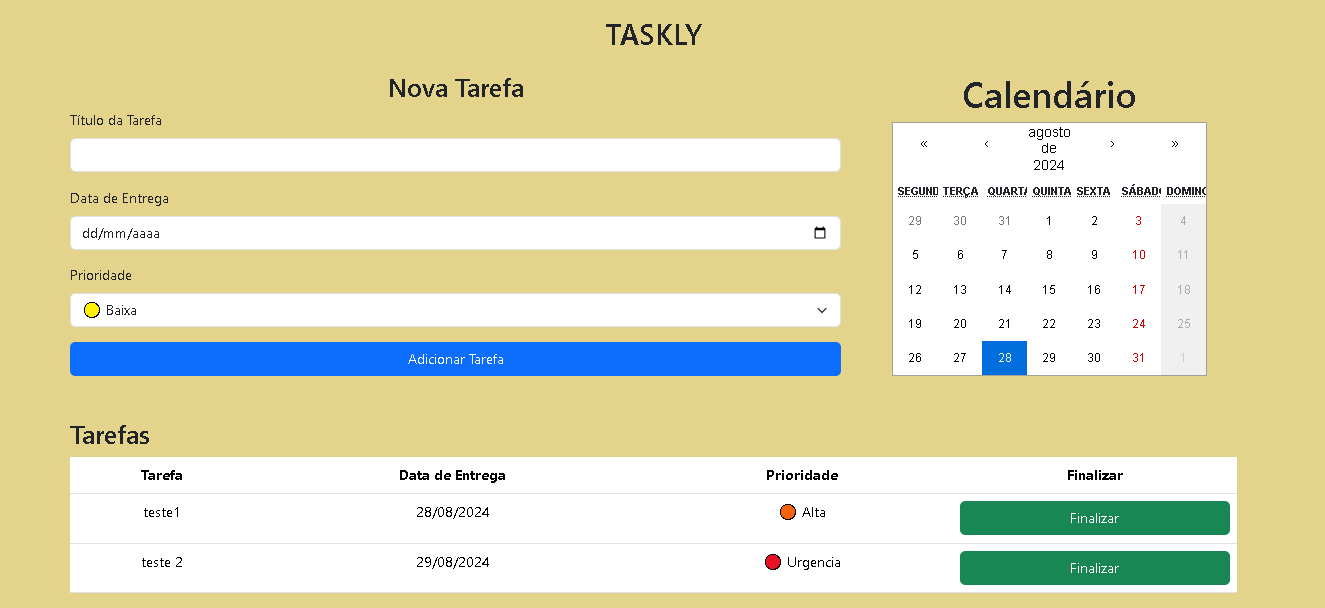 TASKLY
Nova Tarefa
Título da Tarefa
Data de Entrega
dd/mm/aaaa
Prioridade
Baixa
Adicionar Tarefa
Calendário
« ‹ agosto de 2024 › »
SEGUND TERÇA QUARTA QUINTA SEXTA SÁBADO DOMING
29 30 31 1 2 3 4
5 6 7 8 9 10 11
12 13 14 15 16 17 18
19 20 21 22 23 24 25
26 27 28 29 30 31 1
Tarefas
Tarefa Data de Entrega Prioridade Finalizar
teste1 28/08/2024 Alta Finalizar
teste 2 29/08/2024 Urgencia Finalizar